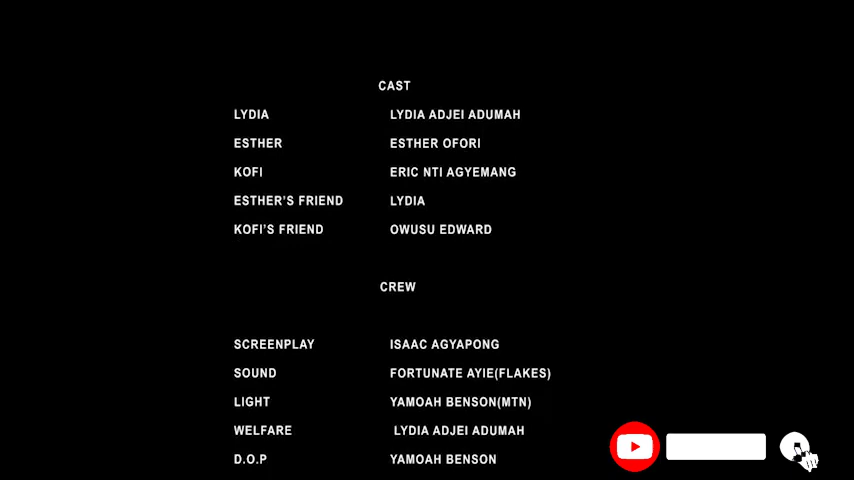 CAST
LYDIA LYDIA ADJEI ADUMAH
ESTHER ESTHER OFORI
KOFI ERIC NTI AGYEMANG
ESTHER'S FRIEND LYDIA
KOFI'S FRIEND OWUSU EDWARD
CREW
SCREENPLAY ISAAC AGYAPONG
SOUND FORTUNATE AYIE(FLAKES)
LIGHT YAMOAH BENSON(MTN)
WELFARE LYDIA ADJEI ADUMAH
D.O.P YAMOAH BENSON